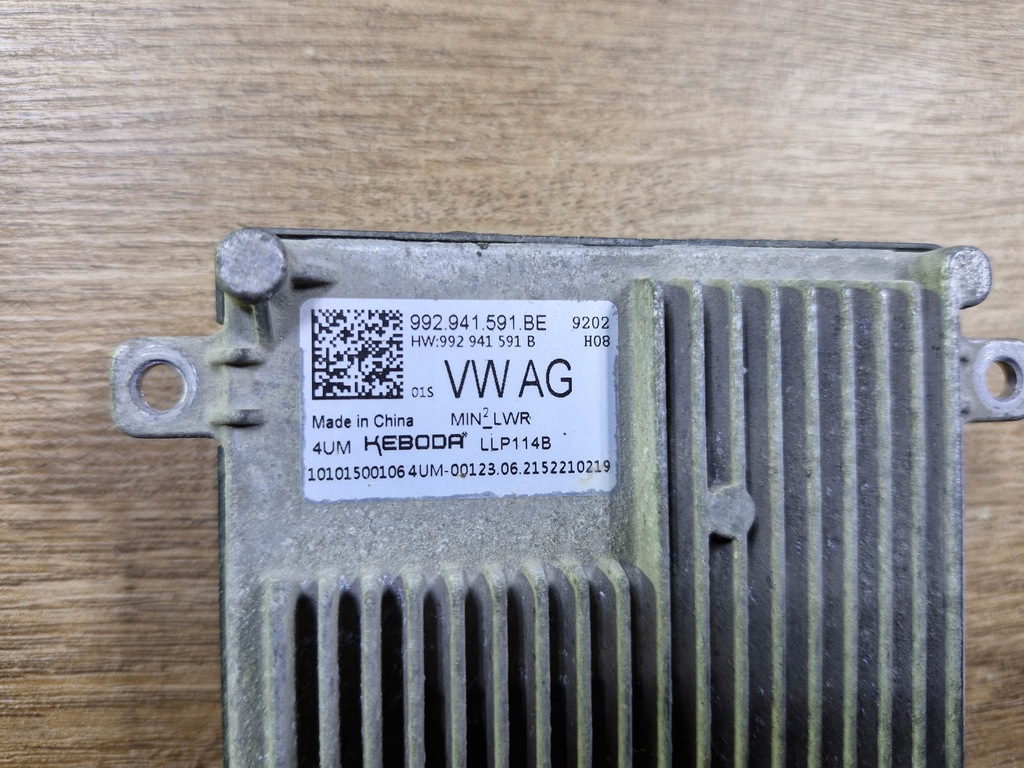 992.941.591.BE 9202
HW:992 941 591 B H08
01S VW AG
Made in China MIN²_LWR
4UM KEBODA® LLP114B
10101500106 4UM-00123.06.2152210219